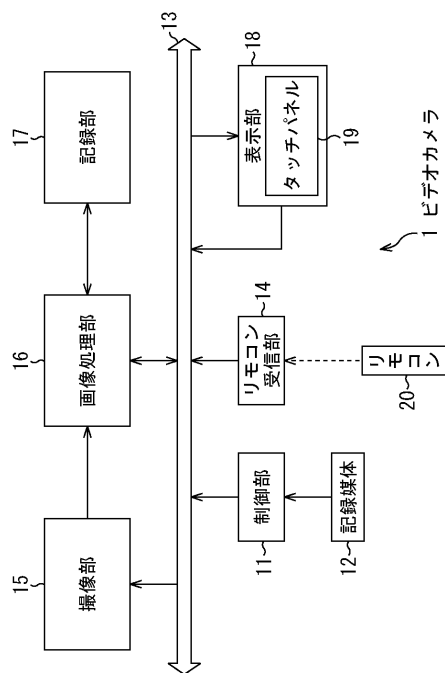 13
15
撮像部
16
画像処理部
17
記録部
11
制御部
12
記録媒体
14
リモコン
受信部
20
リモコン
18
表示部
タッチパネル
19
1 ビデオカメラ